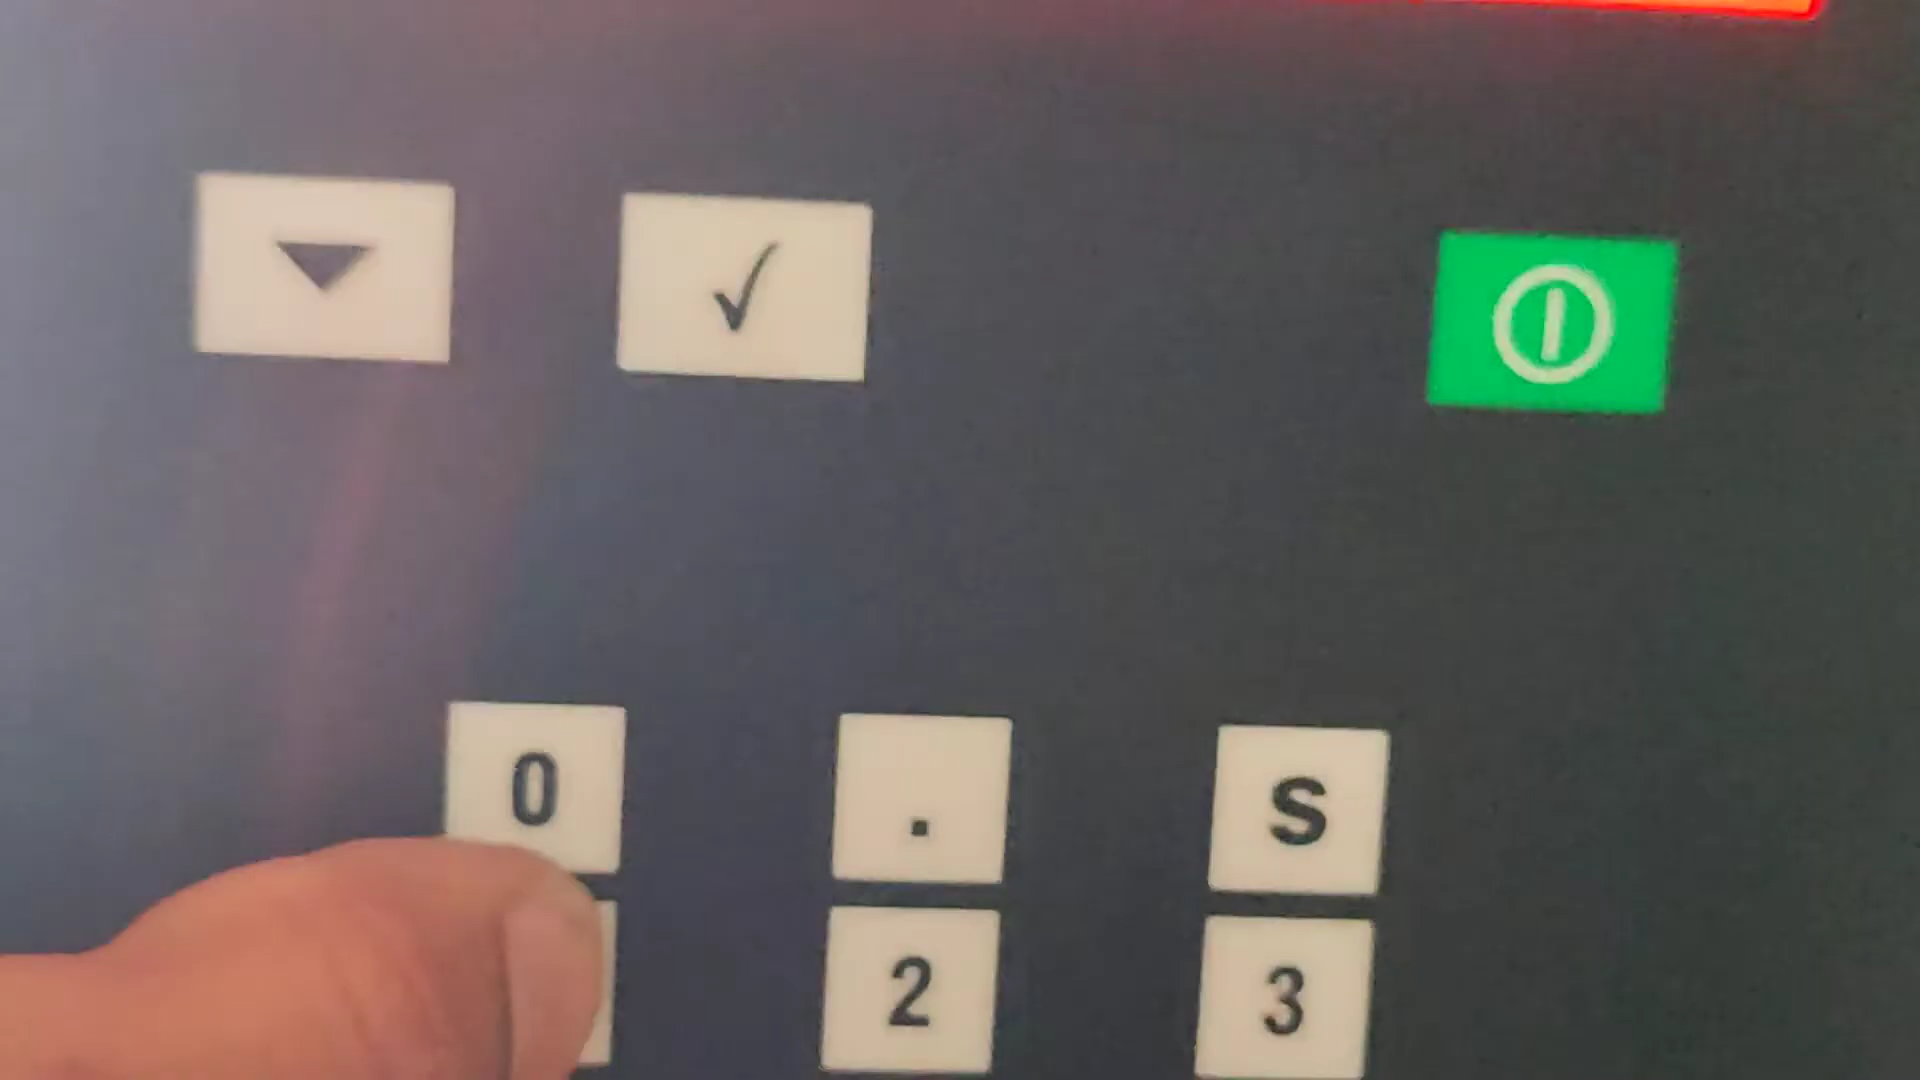 ▼ √
0 . s
2 3